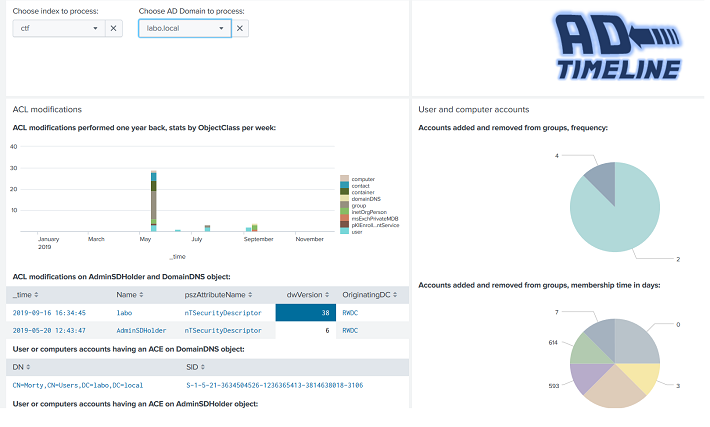 Choose index to process:
Choose AD Domain to process:
ctf
labo.local
AD
TIMELINE
ACL modifications
ACL modifications performed one year back, stats by ObjectClass per week:
40
30
20
10
January
2019
March
May
July
September
November
_time
computer
contact
container
domainDNS
group
inetOrgPerson
msExchPrivateMDB
pKIEnroll...ntService
user
ACL modifications on AdminSDHolder and DomainDNS object:
_time Name pszAttributeName dwVersion OriginatingDC
2019-09-16 16:34:45 labo nTSecurityDescriptor 38 RWDC
2019-05-20 12:43:47 AdminSDHolder nTSecurityDescriptor 6 RWDC
User or computers accounts having an ACE on DomainDNS object:
DN SID
CN=Morty,CN=Users,DC=labo,DC=local S-1-5-21-3634504526-1236365413-3814638018-3106
User or computers accounts having an ACE on AdminSDHolder object:
User and computer accounts
Accounts added and removed from groups, frequency:
4
2
Accounts added and removed from groups, membership time in days:
7
0
614
593
3